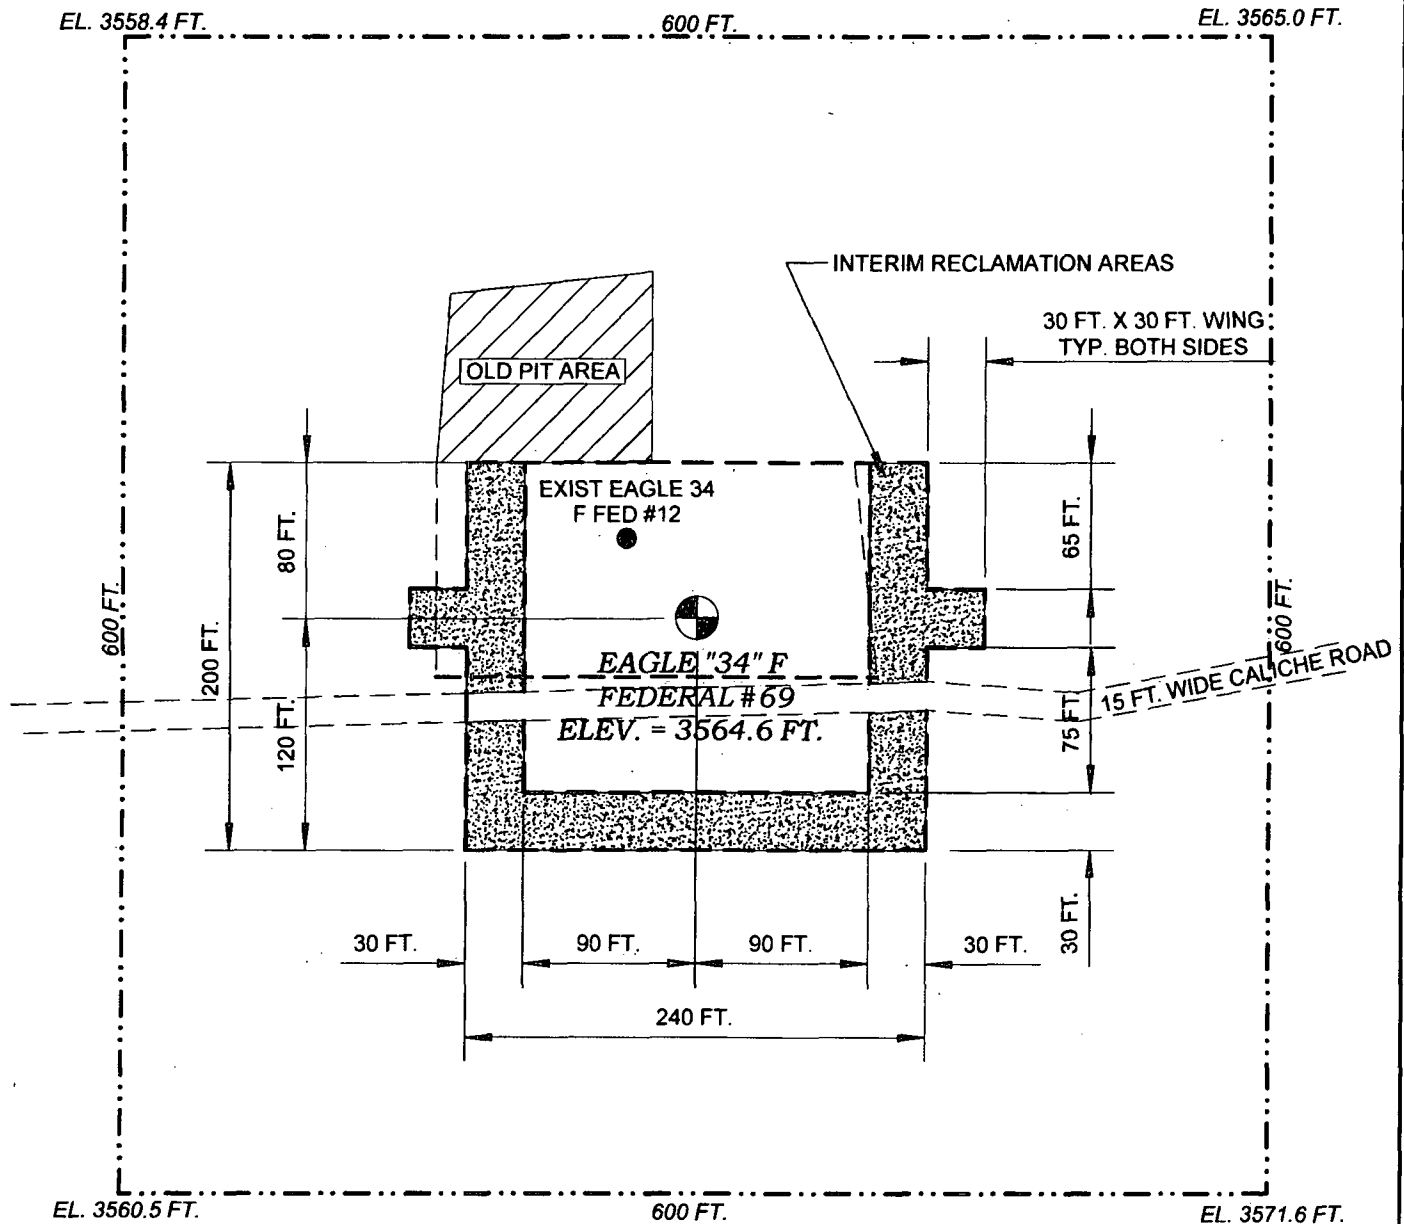 EL. 3558.4 FT.
600 FT.
EL. 3565.0 FT.
INTERIM RECLAMATION AREAS
30 FT. X 30 FT. WING
TYP. BOTH SIDES
OLD PIT AREA
EXIST EAGLE 34
F FED #12
80 FT.
65 FT.
600 FT.
200 FT.
600 FT.
EAGLE "34" F
FEDERAL #69
ELEV. = 3564.6 FT.
15 FT. WIDE CALICHE ROAD
120 FT.
75 FT.
30 FT.
90 FT.
90 FT.
30 FT.
30 FT.
240 FT.
EL. 3560.5 FT.
600 FT.
EL. 3571.6 FT.